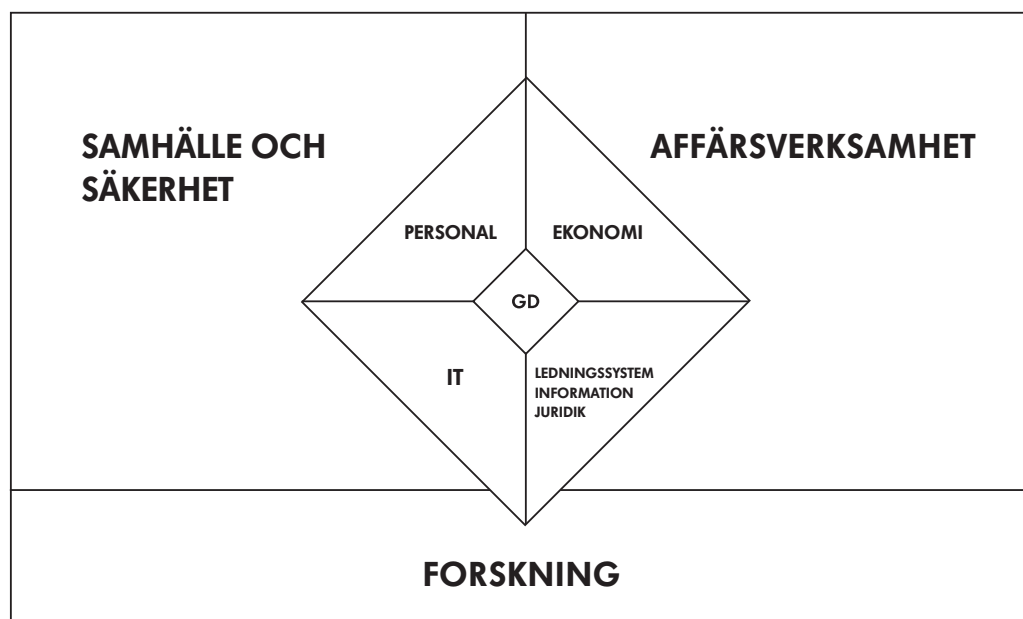 SAMHÄLLE OCH
SÄKERHET
AFFÄRSVERKSAMHET
PERSONAL
EKONOMI
GD
IT
LEDNINGSSYSTEM
INFORMATION
JURIDIK
FORSKNING